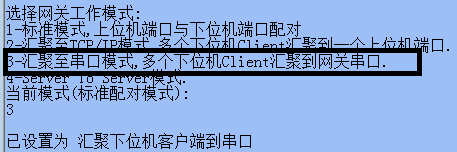 选择网关工作模式:
1-标准模式,上位机端口与下位机端口配对
2-汇聚至TCP/IP模式,多个下位机Client汇聚到一个上位机端口.
3-汇聚至串口模式,多个下位机Client汇聚到网关串口.
4-Server To Server模式.
当前模式(标准配对模式):
3
已设置为 汇聚下位机客户端到串口